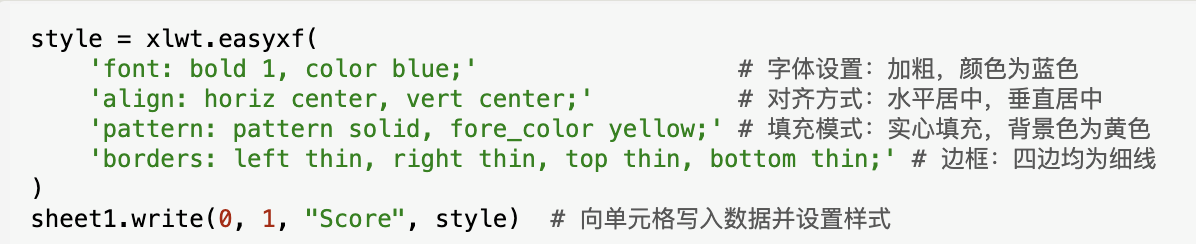 style = xlwt.easyxf(
    'font: bold 1, color blue;'                  # 字体设置：加粗，颜色为蓝色
    'align: horiz center, vert center;'          # 对齐方式：水平居中，垂直居中
    'pattern: pattern solid, fore_color yellow;' # 填充模式：实心填充，背景色为黄色
    'borders: left thin, right thin, top thin, bottom thin;' # 边框：四边均为细线
)
sheet1.write(0, 1, "Score", style)  # 向单元格写入数据并设置样式